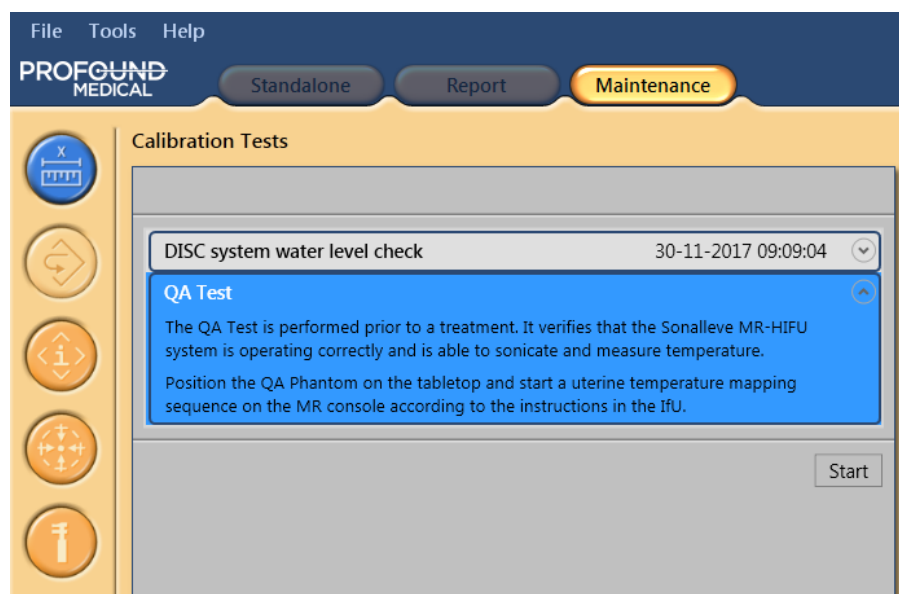 File Tools Help
PROFOUND
MEDICAL
Standalone Report Maintenance
Calibration Tests
X
DISC system water level check 30-11-2017 09:09:04
QA Test
The QA Test is performed prior to a treatment. It verifies that the Sonalleve MR-HIFU
system is operating correctly and is able to sonicate and measure temperature.
Position the QA Phantom on the tabletop and start a uterine temperature mapping
sequence on the MR console according to the instructions in the IfU.
Start